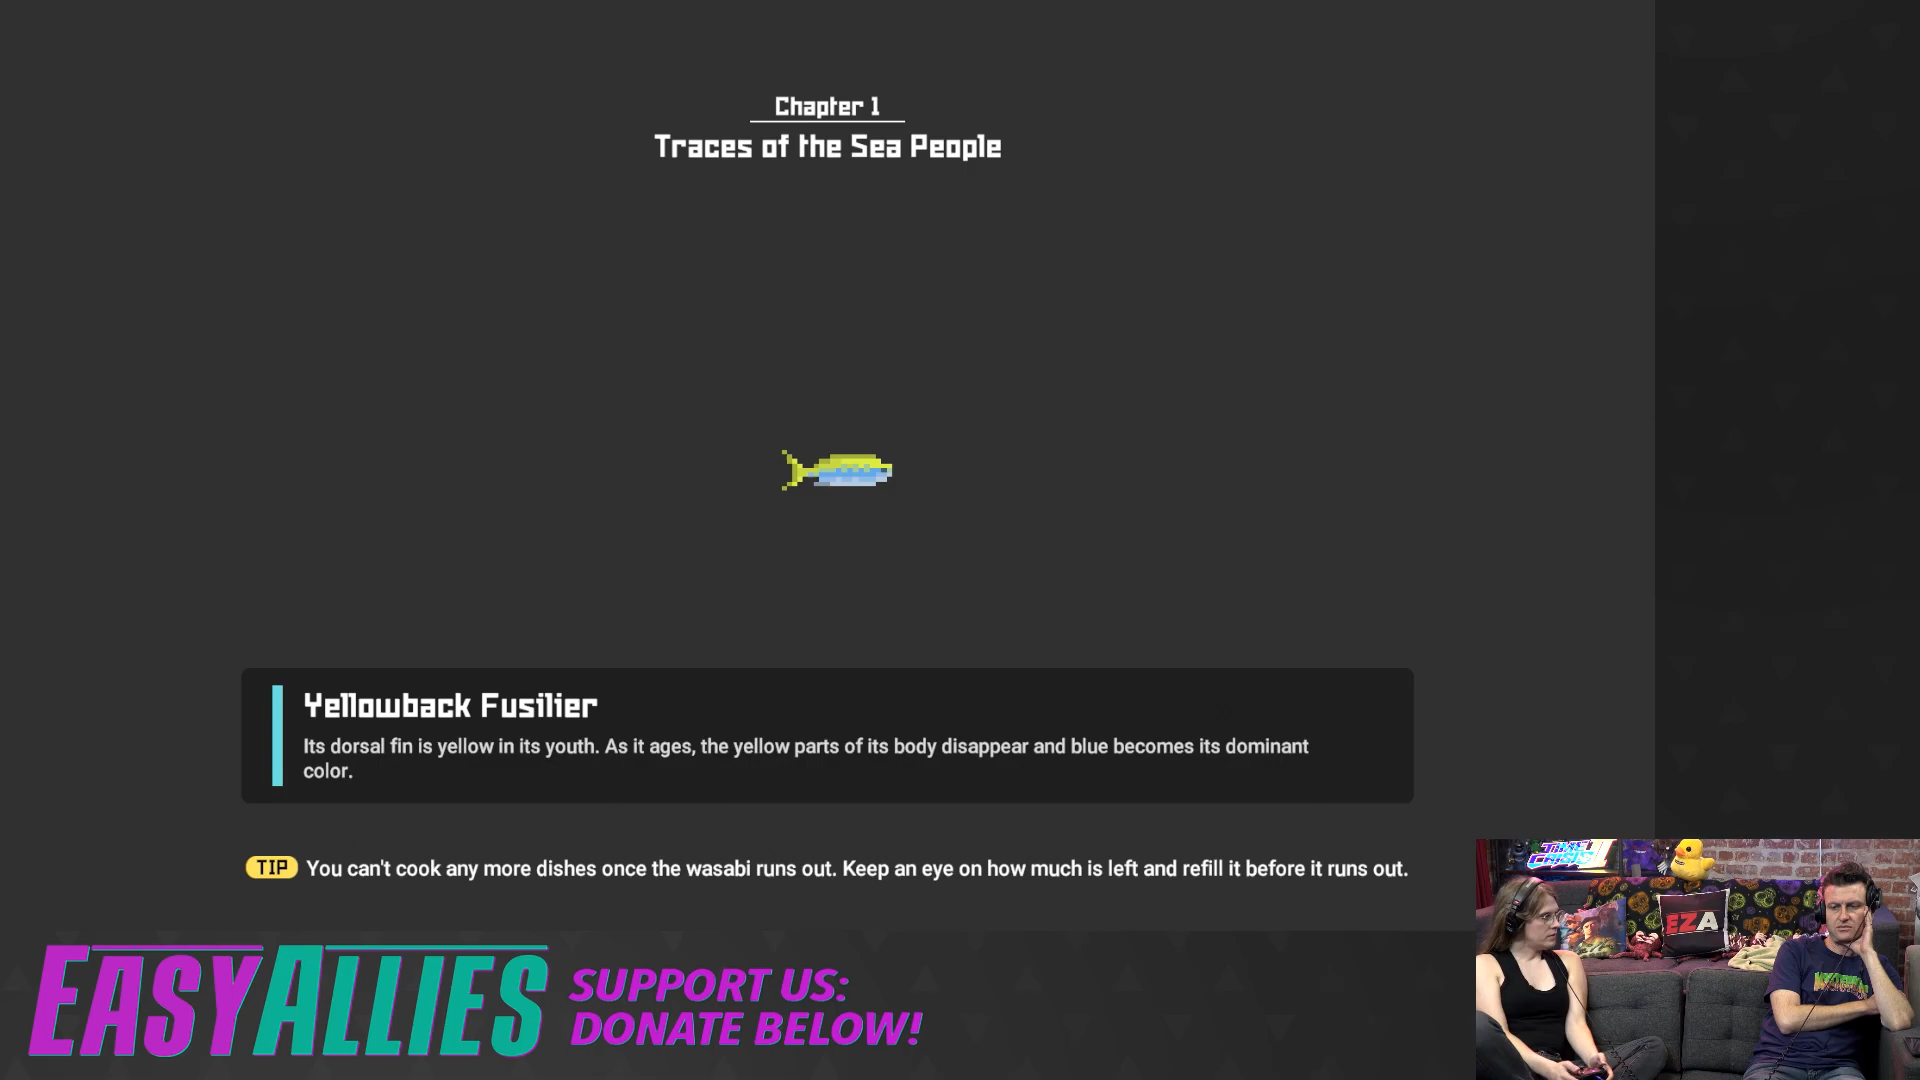 Chapter 1
Traces of the Sea People
Yellowback Fusilier
Its dorsal fin is yellow in its youth. As it ages, the yellow parts of its body disappear and blue becomes its dominant
color.
TIP You can't cook any more dishes once the wasabi runs out. Keep an eye on how much is left and refill it before it runs out.
EASYALLIES
SUPPORT US:
DONATE BELOW!
TIME
CRISIS
EZA